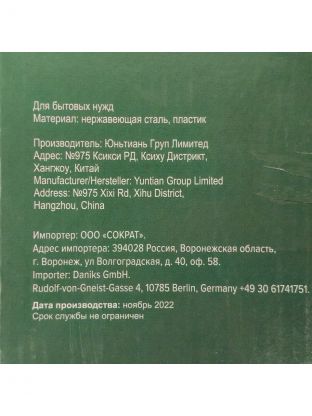 Для бытовых нужд
Материал: нержавеющая сталь, пластик
Производитель: Юньтиань Груп Лимитед
Адрес: №975 Ксикси РД, Ксиху Дистрикт,
Хангжоу, Китай
Manufacturer/Hersteller: Yuntian Group Limited
Address: №975 Xixi Rd, Xihu District,
Hangzhou, China
Импортер: ООО «СОКРАТ».
Адрес импортера: 394028 Россия, Воронежская область,
г. Воронеж, ул Волгоградская, д. 40, оф. 58.
Importer: Daniks GmbH.
Rudolf-von-Gneist-Gasse 4, 10785 Berlin, Germany +49 30 61741751.
Дата производства: ноябрь 2022
Срок службы не ограничен